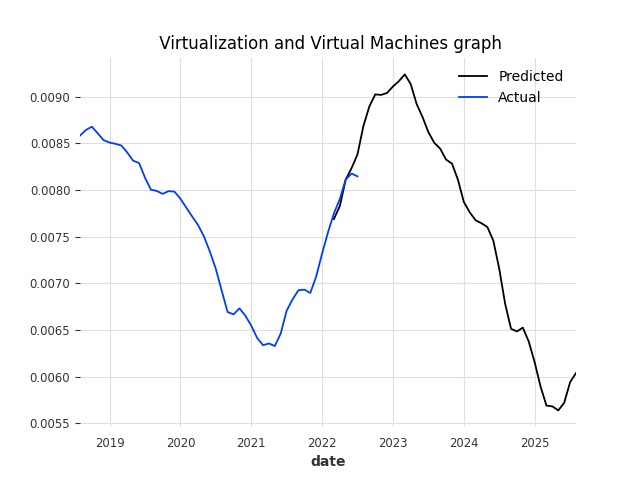 Virtualization and Virtual Machines graph
Predicted
Actual
0.0090
0.0085
0.0080
0.0075
0.0070
0.0065
0.0060
0.0055
2019 2020 2021 2022 2023 2024 2025
date